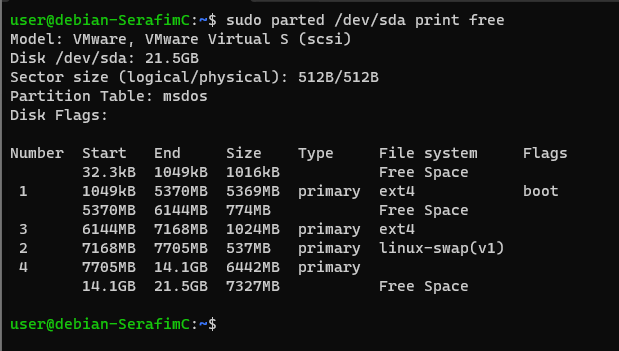 user@debian-SerafimC:~$ sudo parted /dev/sda print free
Model: VMware, VMware Virtual S (scsi)
Disk /dev/sda: 21.5GB
Sector size (logical/physical): 512B/512B
Partition Table: msdos
Disk Flags:
Number  Start   End     Size    Type     File system     Flags
        32.3kB  1049kB  1016kB           Free Space
 1      1049kB  5370MB  5369MB  primary  ext4            boot
        5370MB  6144MB  774MB            Free Space
 3      6144MB  7168MB  1024MB  primary  ext4
 2      7168MB  7705MB  537MB   primary  linux-swap(v1)
 4      7705MB  14.1GB  6442MB  primary
        14.1GB  21.5GB  7327MB           Free Space
user@debian-SerafimC:~$